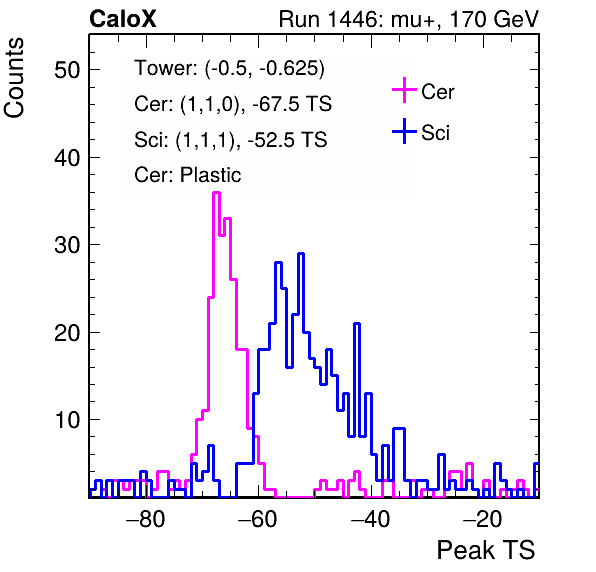 CaloX Run 1446: mu+, 170 GeV
Counts
Tower: (-0.5, -0.625)
Cer: (1,1,0), -67.5 TS
Sci: (1,1,1), -52.5 TS
Cer: Plastic
Cer
Sci
50
40
30
20
10
−80 −60 −40 −20
Peak TS